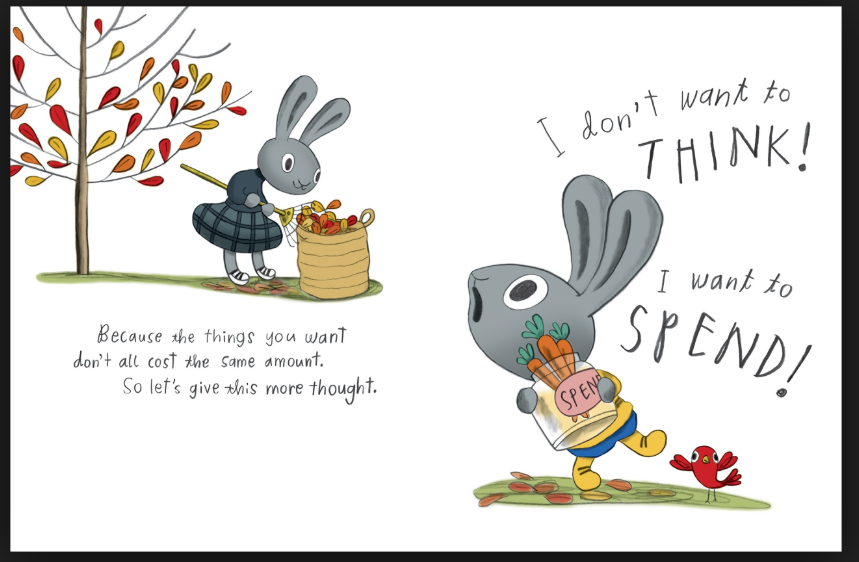 Because the things you want
don't all cost the same amount.
So let's give this more thought.
I don't want to
THINK!
I want to
SPEND!
SPEND